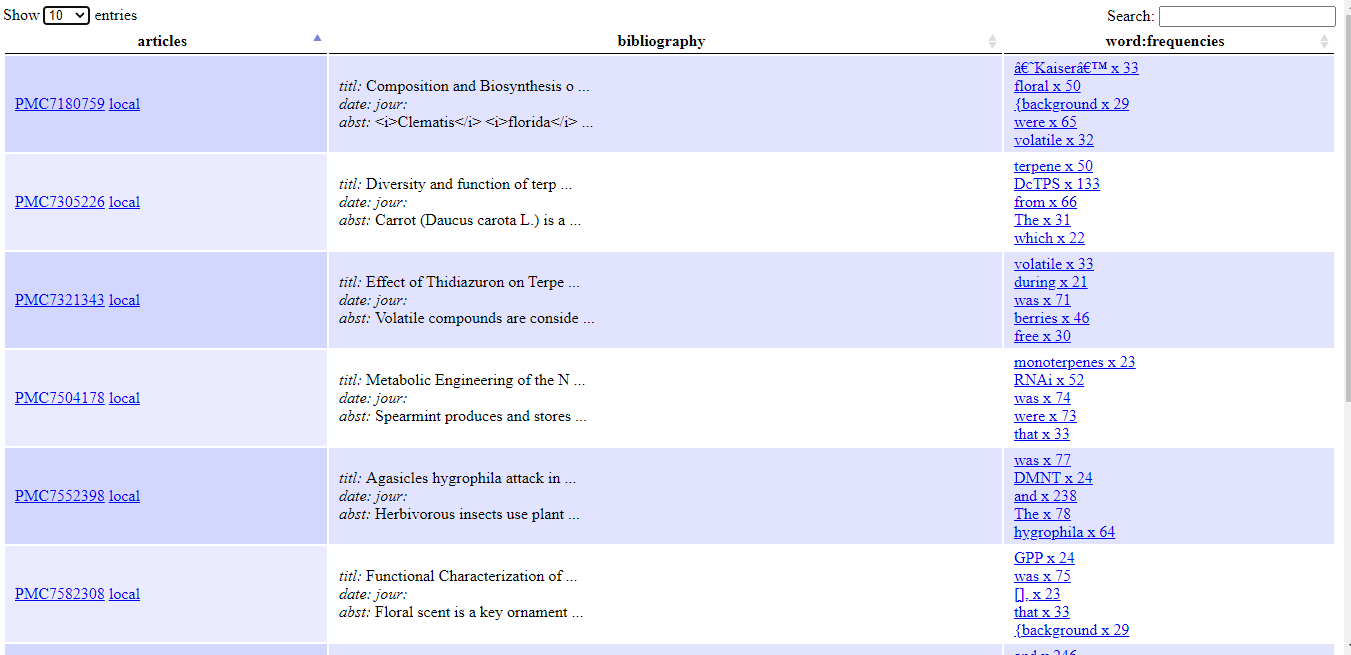 Show 10 entries Search:
articles bibliography word:frequencies
PMC7180759 local
titl: Composition and Biosynthesis o ...
date: jour:
abst: <i>Clematis</i> <i>florida</i> ...
â€˜Kaiserâ€™ x 33
floral x 50
{background x 29
were x 65
volatile x 32
PMC7305226 local
titl: Diversity and function of terp ...
date: jour:
abst: Carrot (Daucus carota L.) is a ...
terpene x 50
DcTPS x 133
from x 66
The x 31
which x 22
PMC7321343 local
titl: Effect of Thidiazuron on Terpe ...
date: jour:
abst: Volatile compounds are conside ...
volatile x 33
during x 21
was x 71
berries x 46
free x 30
PMC7504178 local
titl: Metabolic Engineering of the N ...
date: jour:
abst: Spearmint produces and stores ...
monoterpenes x 23
RNAi x 52
was x 74
were x 73
that x 33
PMC7552398 local
titl: Agasicles hygrophila attack in ...
date: jour:
abst: Herbivorous insects use plant ...
was x 77
DMNT x 24
and x 238
The x 78
hygrophila x 64
PMC7582308 local
titl: Functional Characterization of ...
date: jour:
abst: Floral scent is a key ornament ...
GPP x 24
was x 75
[], x 23
that x 33
{background x 29
and x 246